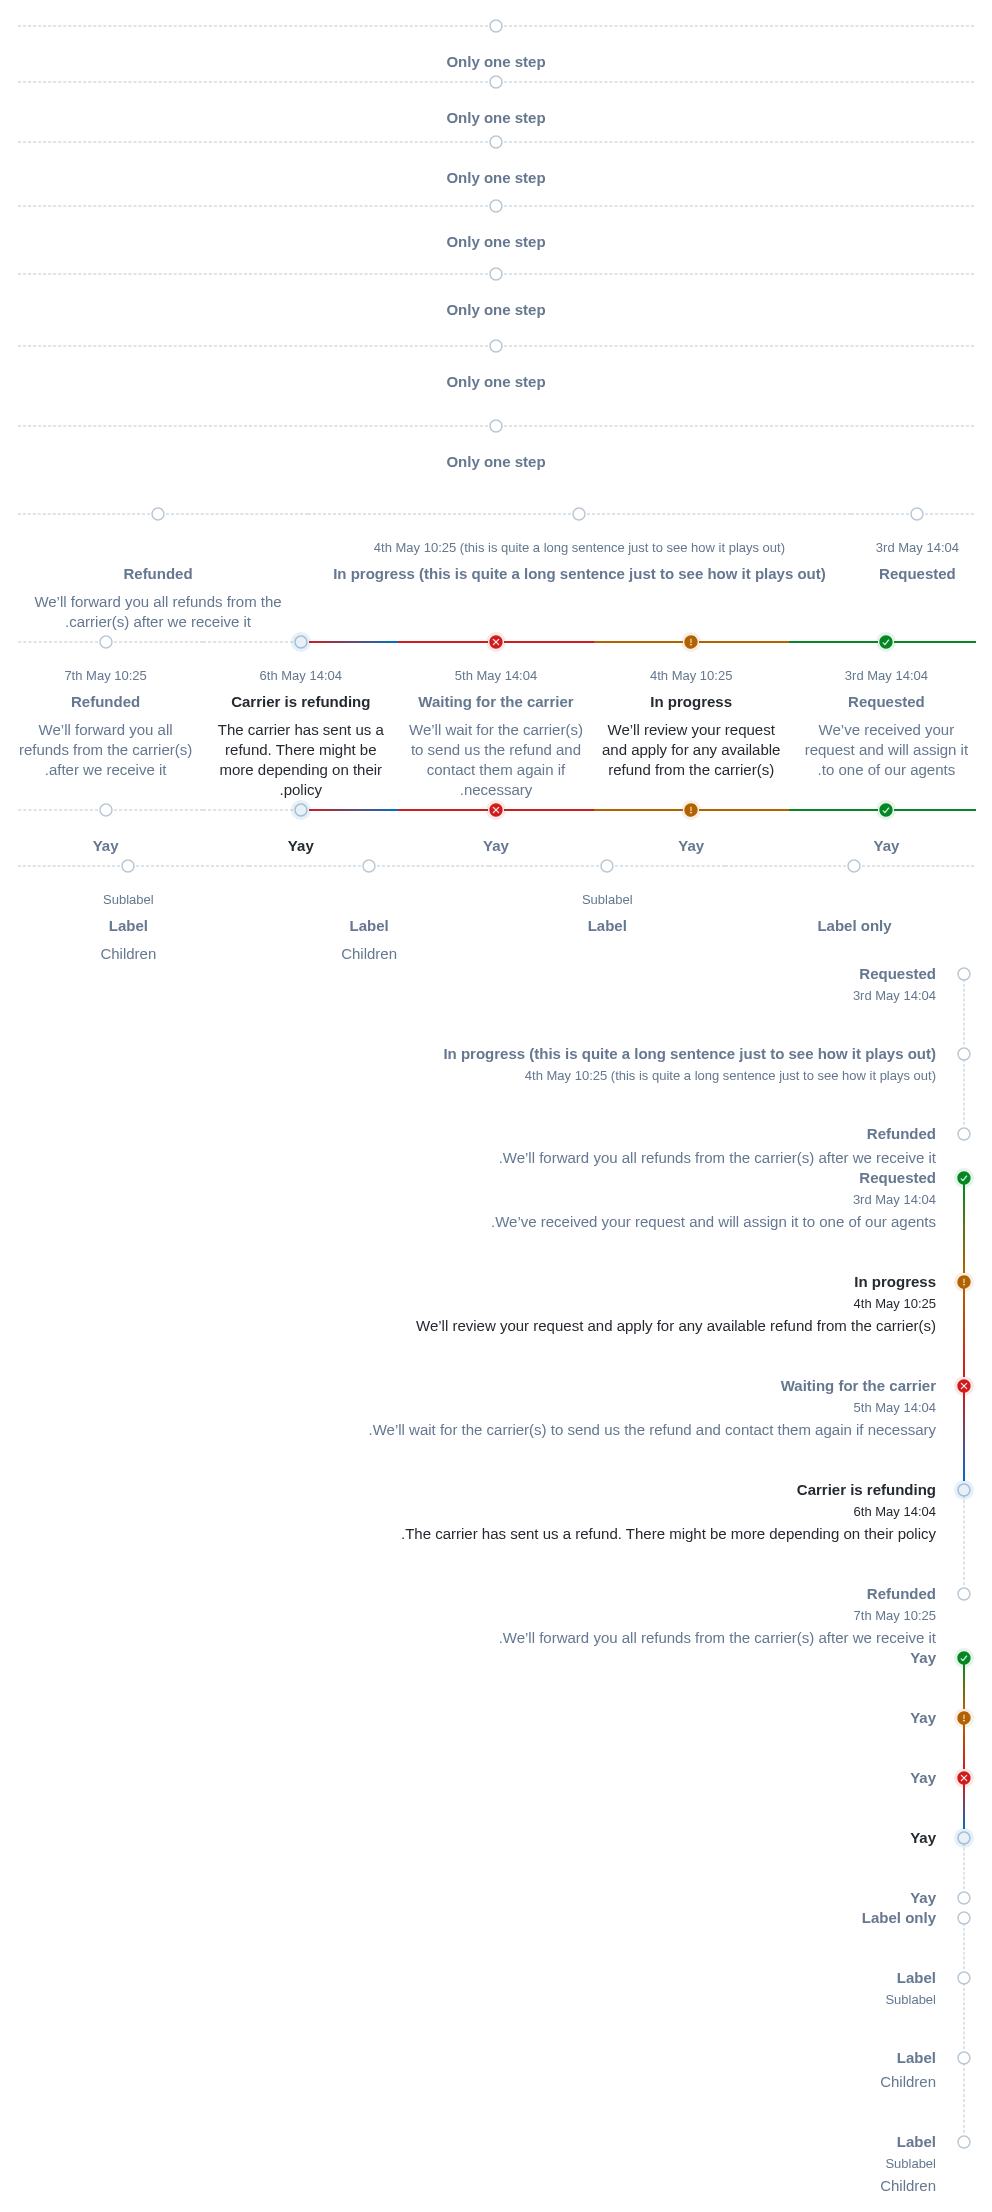 Only one step
Only one step
Only one step
Only one step
Only one step
Only one step
Only one step
4th May 10:25 (this is quite a long sentence just to see how it plays out)
3rd May 14:04
Refunded
In progress (this is quite a long sentence just to see how it plays out)
Requested
We’ll forward you all refunds from the
.carrier(s) after we receive it
7th May 10:25
6th May 14:04
5th May 14:04
4th May 10:25
3rd May 14:04
Refunded
Carrier is refunding
Waiting for the carrier
In progress
Requested
We’ll forward you all
refunds from the carrier(s)
.after we receive it
The carrier has sent us a
refund. There might be
more depending on their
.policy
We’ll wait for the carrier(s)
to send us the refund and
contact them again if
.necessary
We’ll review your request
and apply for any available
refund from the carrier(s)
We’ve received your
request and will assign it
.to one of our agents
Yay
Yay
Yay
Yay
Yay
Sublabel
Sublabel
Label
Label
Label
Label only
Children
Children
Requested
3rd May 14:04
In progress (this is quite a long sentence just to see how it plays out)
4th May 10:25 (this is quite a long sentence just to see how it plays out)
Refunded
.We’ll forward you all refunds from the carrier(s) after we receive it
Requested
3rd May 14:04
.We’ve received your request and will assign it to one of our agents
In progress
4th May 10:25
We’ll review your request and apply for any available refund from the carrier(s)
Waiting for the carrier
5th May 14:04
.We’ll wait for the carrier(s) to send us the refund and contact them again if necessary
Carrier is refunding
6th May 14:04
.The carrier has sent us a refund. There might be more depending on their policy
Refunded
7th May 10:25
.We’ll forward you all refunds from the carrier(s) after we receive it
Yay
Yay
Yay
Yay
Yay
Label only
Label
Sublabel
Label
Children
Label
Sublabel
Children